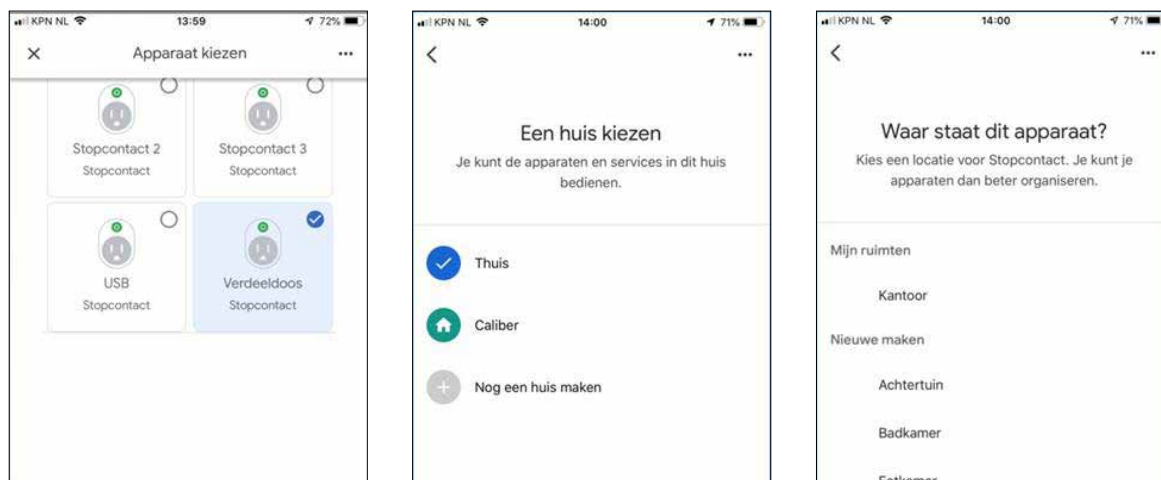 KPN NL 13:59 72%
Apparaat kiezen
Stopcontact 2
Stopcontact
Stopcontact 3
Stopcontact
USB
Stopcontact
Verdeeldoos
Stopcontact
KPN NL 14:00 71%
Een huis kiezen
Je kunt de apparaten en services in dit huis
bedienen.
Thuis
Caliber
Nog een huis maken
KPN NL 14:00 71%
Waar staat dit apparaat?
Kies een locatie voor Stopcontact. Je kunt je
apparaten dan beter organiseren.
Mijn ruimten
Kantoor
Nieuwe maken
Achtertuin
Badkamer